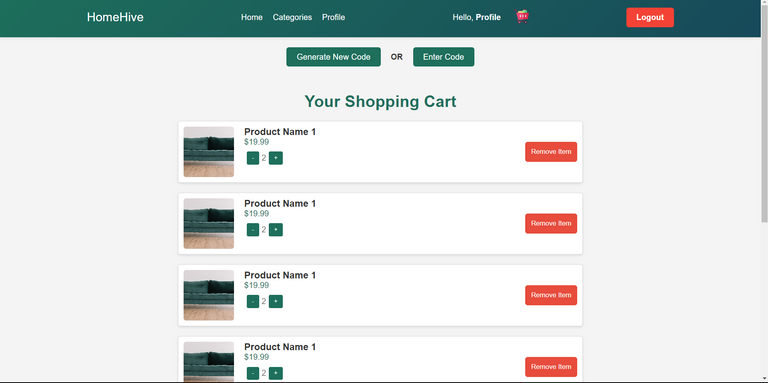 HomeHive
Home Categories Profile
Hello, Profile
Logout
Generate New Code OR Enter Code
Your Shopping Cart
Product Name 1
$19.99
- 2 +
Remove Item
Product Name 1
$19.99
- 2 +
Remove Item
Product Name 1
$19.99
- 2 +
Remove Item
Product Name 1
$19.99
- 2 +
Remove Item